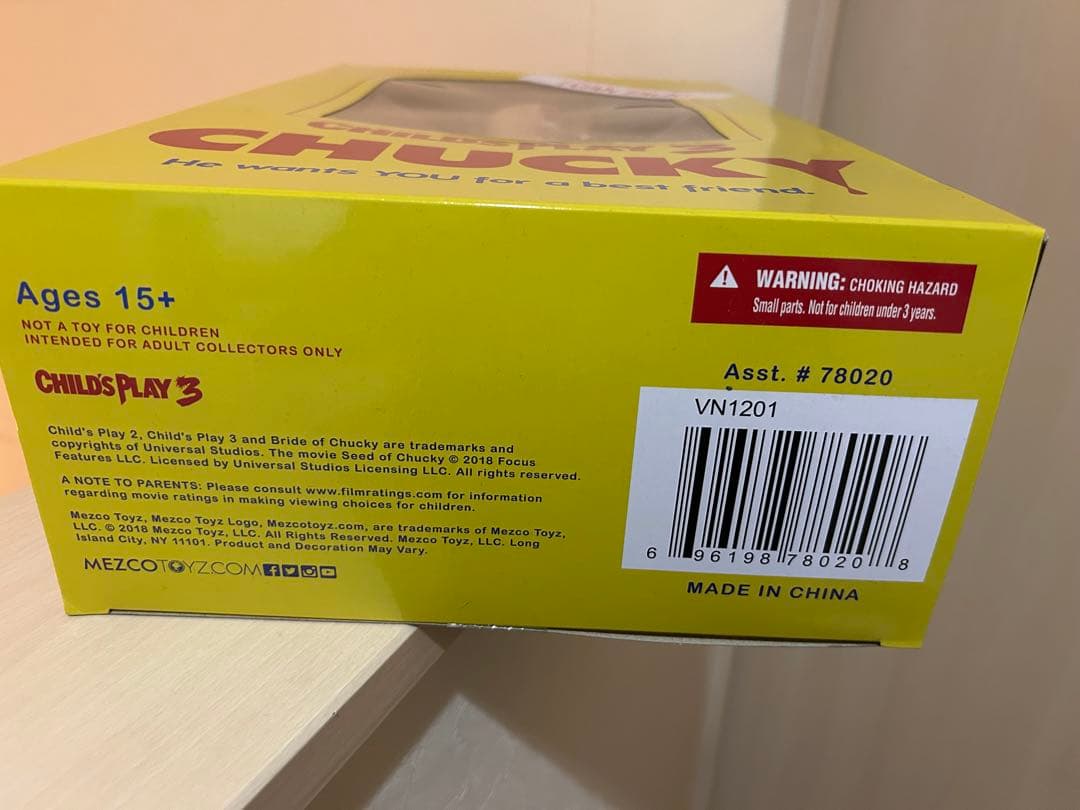 CHILD'S PLAY 3
CHUCKY
He wants YOU for a best friend.
Ages 15+
NOT A TOY FOR CHILDREN
INTENDED FOR ADULT COLLECTORS ONLY
CHILD'S PLAY 3
Child's Play 2, Child's Play 3 and Bride of Chucky are trademarks and
copyrights of Universal Studios. The movie Seed of Chucky © 2018 Focus
Features LLC. Licensed by Universal Studios Licensing LLC. All rights reserved.
A NOTE TO PARENTS: Please consult www.filmratings.com for information
regarding movie ratings in making viewing choices for children.
Mezco Toyz, Mezco Toyz Logo, Mezcotoyz.com, are trademarks of Mezco Toyz,
LLC. © 2018 Mezco Toyz, LLC. All Rights Reserved. Mezco Toyz, LLC. Long
Island City, NY 11101. Product and Decoration May Vary.
MEZCOTOYZ.COM
WARNING: CHOKING HAZARD
Small parts. Not for children under 3 years.
Asst. # 78020
VN1201
6 96198 78020 8
MADE IN CHINA